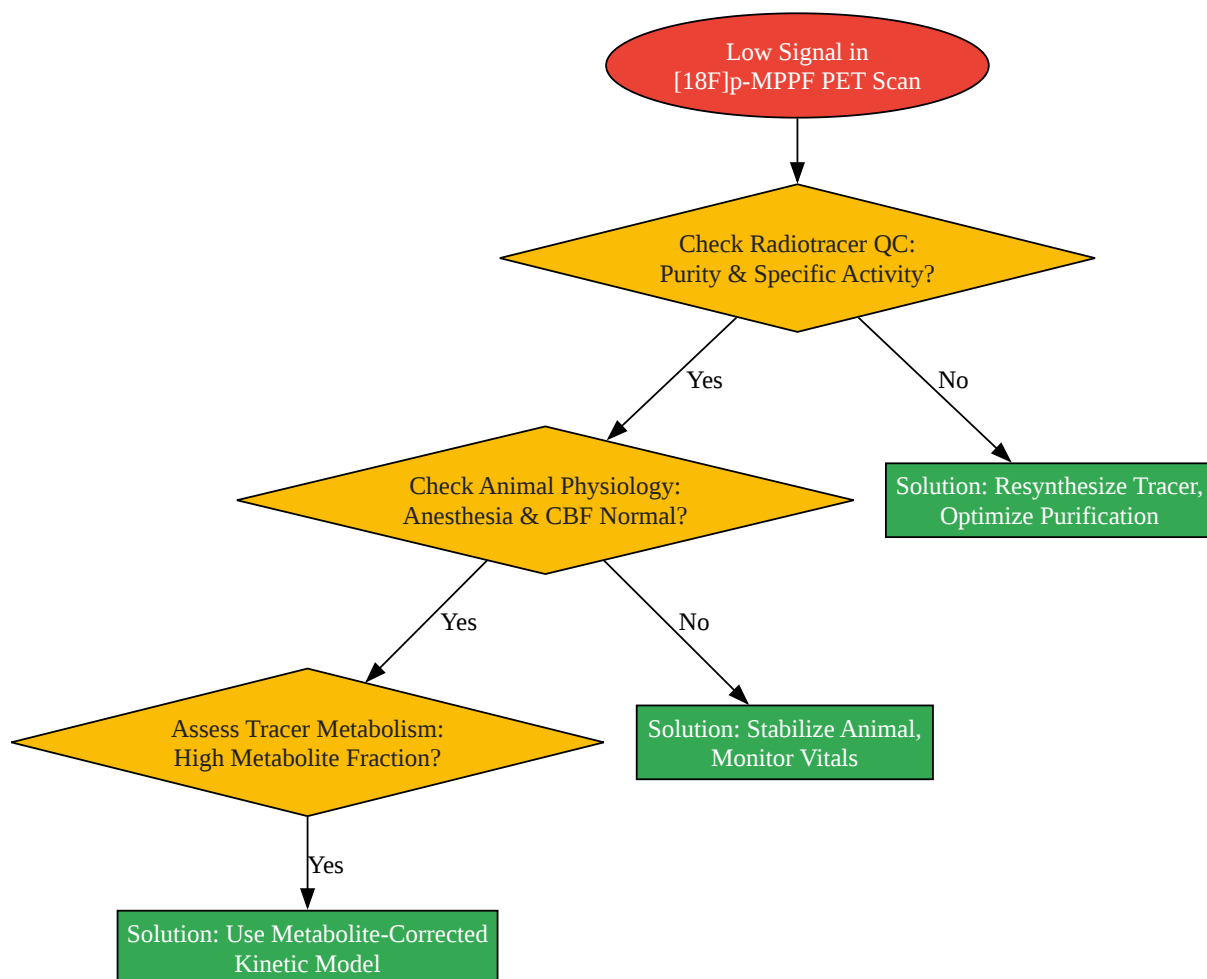 Low Signal in
[18F]p-MPPF PET Scan
Check Radiotracer QC:
Purity & Specific Activity?
Yes
No
Check Animal Physiology:
Anesthesia & CBF Normal?
Solution: Resynthesize Tracer,
Optimize Purification
Yes
No
Assess Tracer Metabolism:
High Metabolite Fraction?
Solution: Stabilize Animal,
Monitor Vitals
Yes
Solution: Use Metabolite-Corrected
Kinetic Model